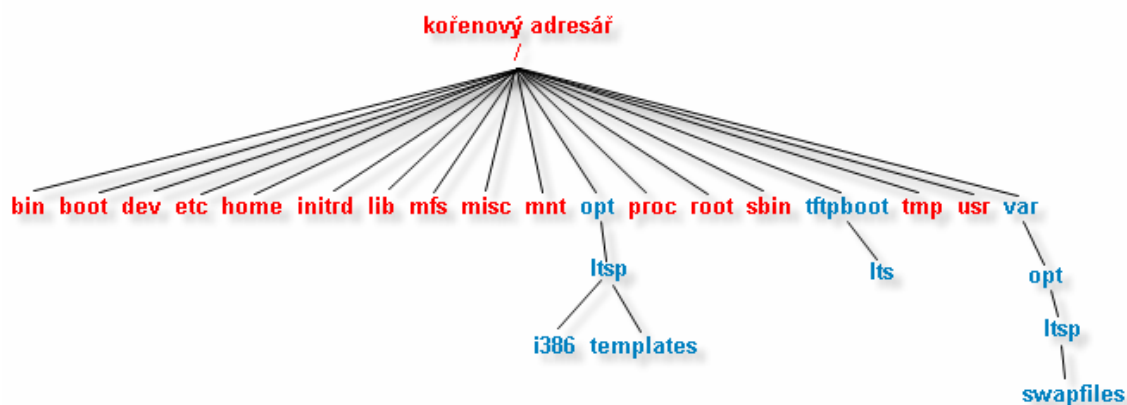 kořenový adresář
/
bin boot dev etc home initrd lib mfs misc mnt opt proc root sbin tftpboot tmp usr var
ltsp lts opt
i386 templates ltsp
swapfiles